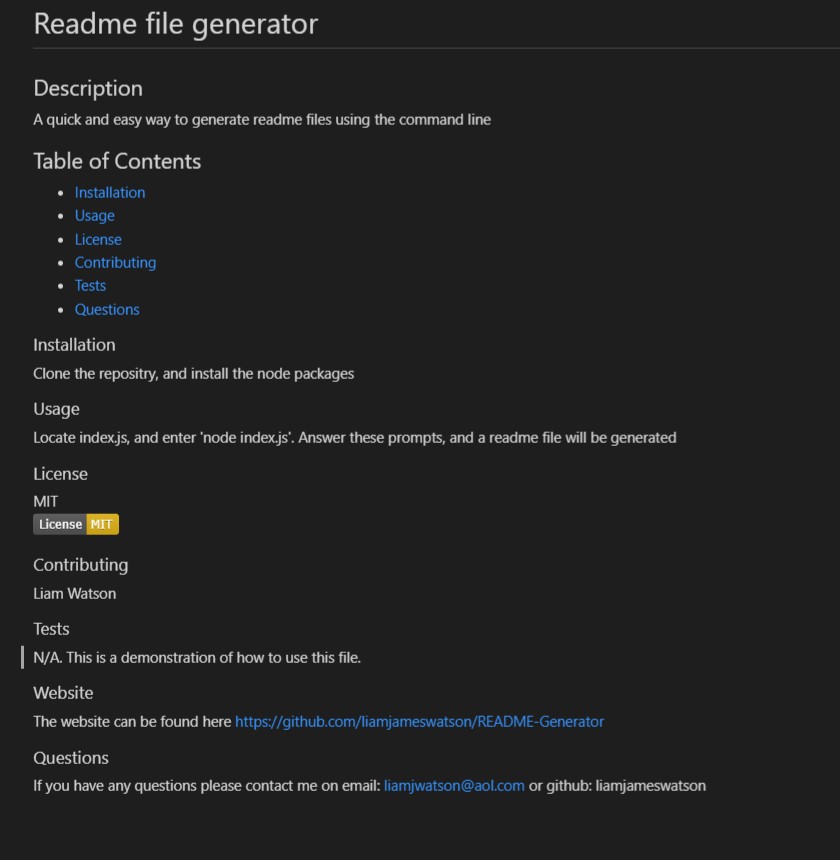 Readme file generator
Description
A quick and easy way to generate readme files using the command line
Table of Contents
Installation
Usage
License
Contributing
Tests
Questions
Installation
Clone the repositry, and install the node packages
Usage
Locate index.js, and enter 'node index.js'. Answer these prompts, and a readme file will be generated
License
MIT
License MIT
Contributing
Liam Watson
Tests
N/A. This is a demonstration of how to use this file.
Website
The website can be found here https://github.com/liamjameswatson/README-Generator
Questions
If you have any questions please contact me on email: liamjwatson@aol.com or github: liamjameswatson